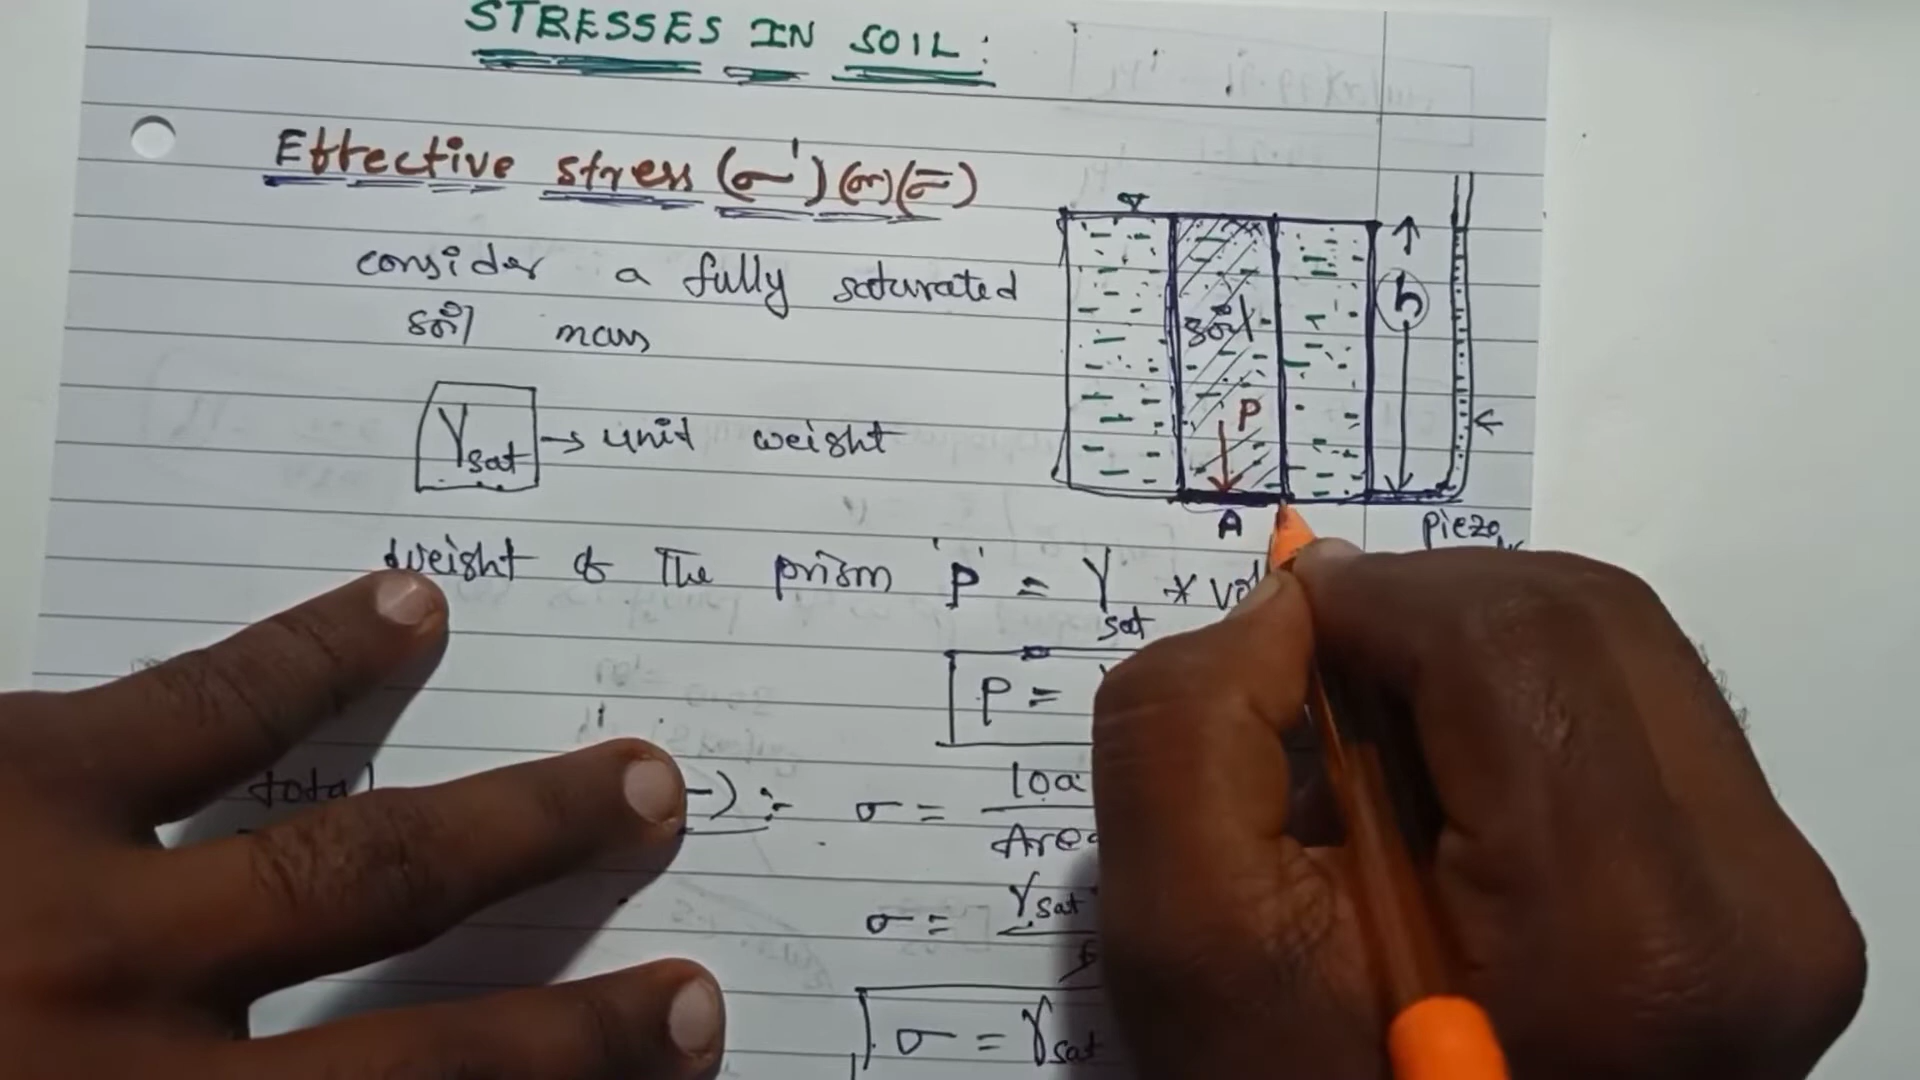 STRESSES IN SOIL:
Effective stress (σ') (or) (σ̄)
consider a fully saturated
soil mass
γsat → unit weight
soil
h
P
A
Piezo
Weight of the prism 'P' = γsat * vol
P =
total
σ = loa
Area
σ = γsat
σ = γsat